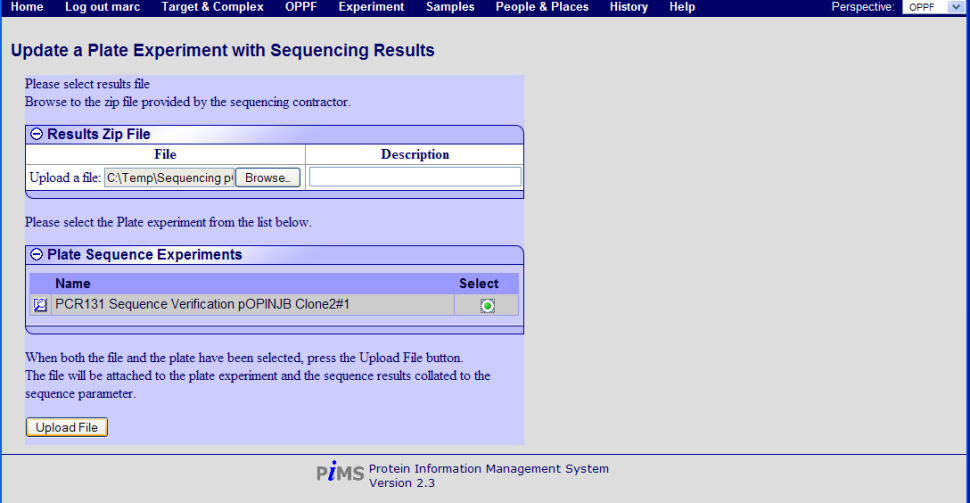 Home Log out marc Target & Complex OPPF Experiment Samples People & Places History Help Perspective: OPPF
Update a Plate Experiment with Sequencing Results
Please select results file
Browse to the zip file provided by the sequencing contractor.
Results Zip File
File Description
Upload a file: C:\Temp\Sequencing p Browse...
Please select the Plate experiment from the list below.
Plate Sequence Experiments
Name Select
PCR131 Sequence Verification pOPINJB Clone2#1
When both the file and the plate have been selected, press the Upload File button.
The file will be attached to the plate experiment and the sequence results collated to the
sequence parameter.
Upload File
PiMS Protein Information Management System
Version 2.3